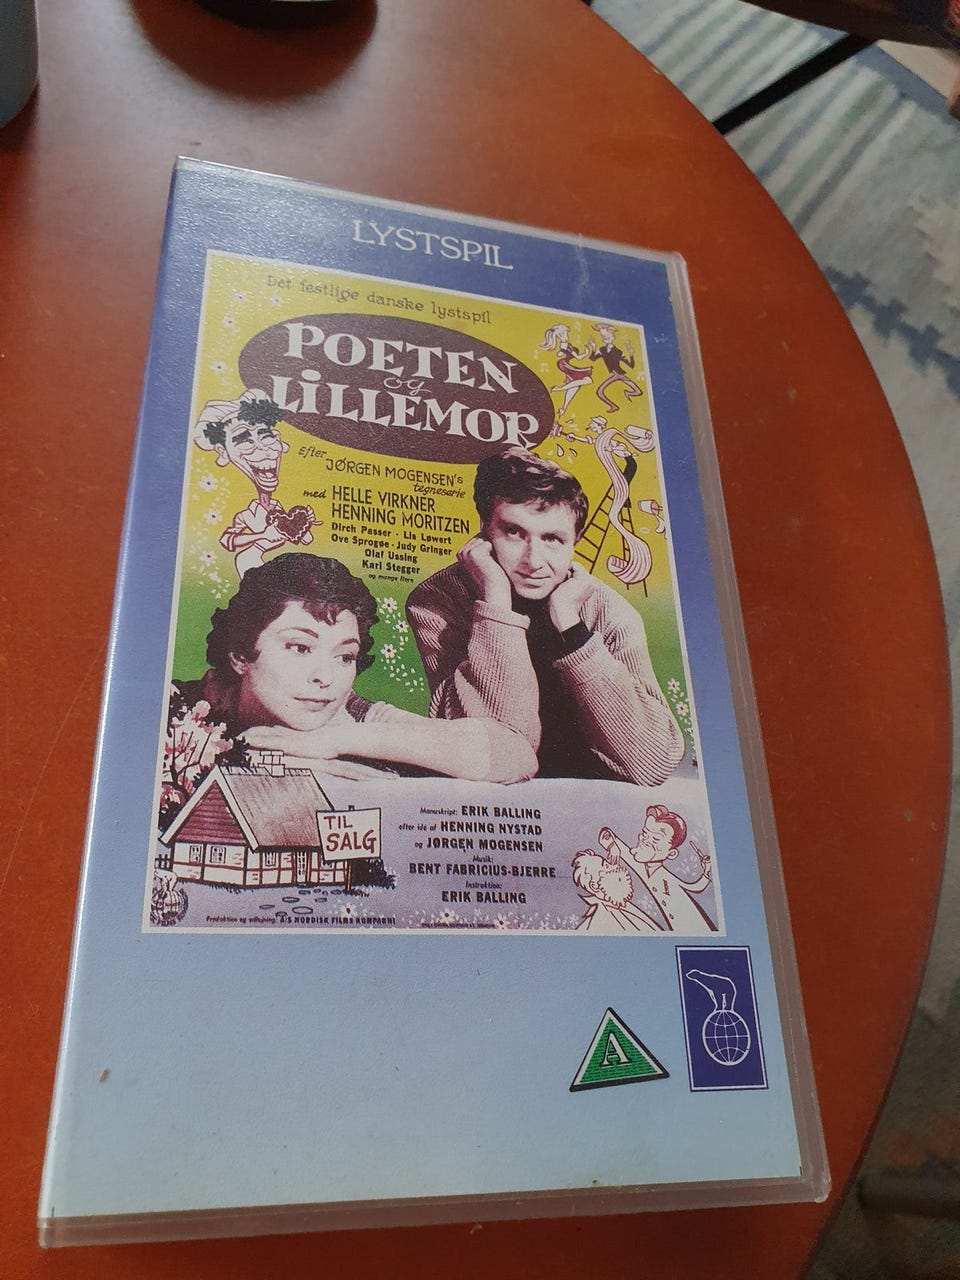 LYSTSPIL
Det festlige danske lystspil
POETEN
og
LiLLEMOR
Efter JØRGEN MOGENSEN'S
tegneserie
med HELLE VIRKNER
HENNING MORITZEN
Dirch Passer · Lis Løwert
Ove Sprogøe · Judy Gringer
Olaf Ussing
Karl Stegger
og mange flere
TIL
SALG
Manuskript: ERIK BALLING
efter idé af HENNING NYSTAD
og JØRGEN MOGENSEN
Musik:
BENT FABRICIUS-BJERRE
Instruktion:
ERIK BALLING
Produktion og udlejning: A/S NORDISK FILMS KOMPAGNI
A